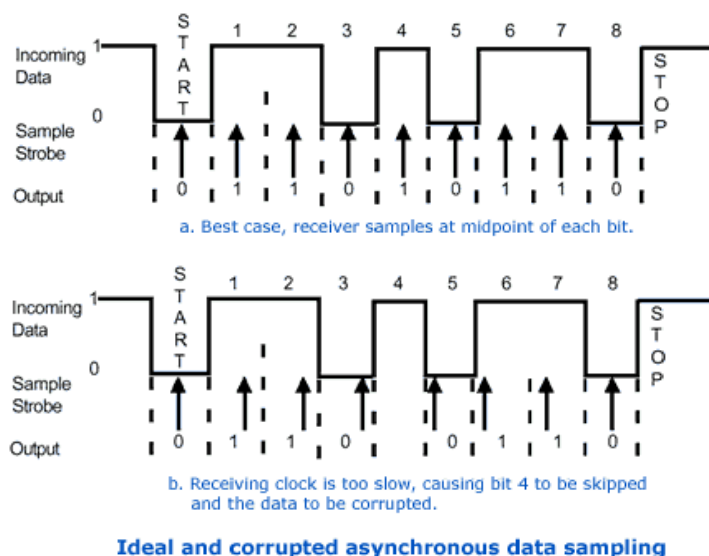 START
1 2 3 4 5 6 7 8
STOP
Incoming Data
1
0
Sample Strobe
Output
0 1 1 0 1 0 1 1 0
a. Best case, receiver samples at midpoint of each bit.
START
1 2 3 4 5 6 7 8
STOP
Incoming Data
1
0
Sample Strobe
Output
0 1 1 0 0 1 1 0
b. Receiving clock is too slow, causing bit 4 to be skipped
and the data to be corrupted.
Ideal and corrupted asynchronous data sampling